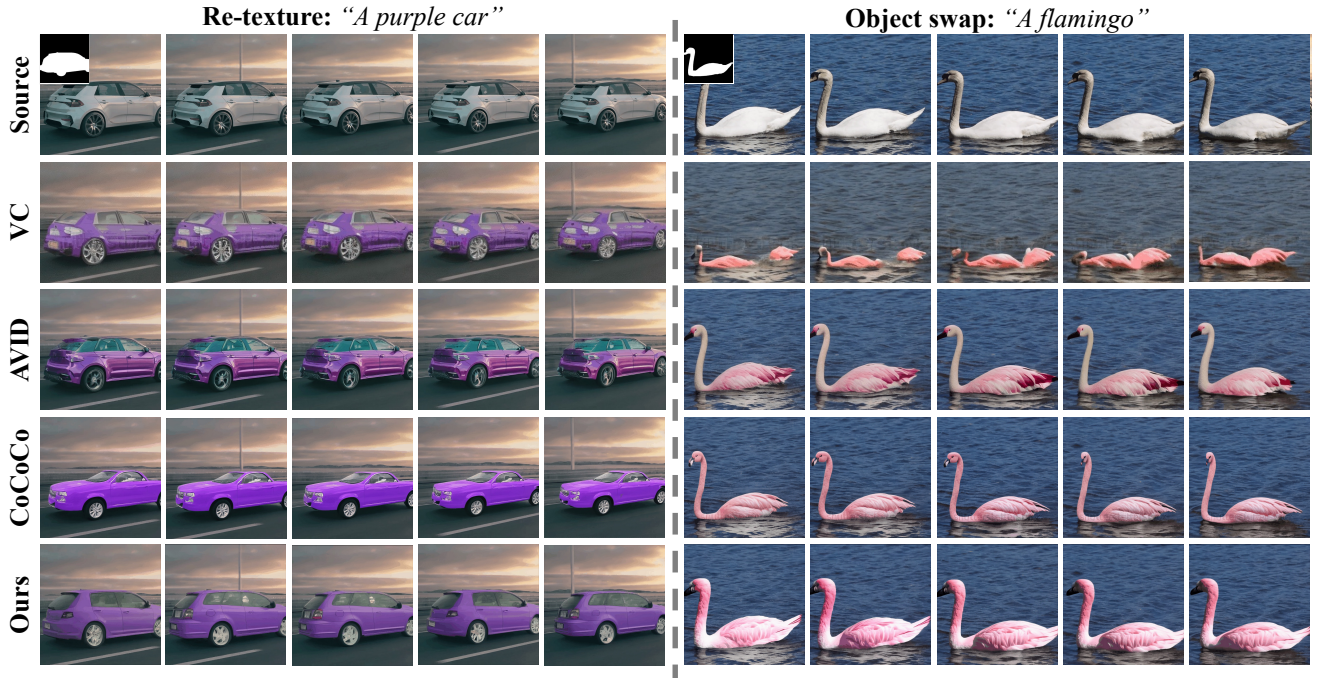 Re-texture: “A purple car”
Object swap: “A flamingo”
Source
VC
AVID
CoCoCo
Ours